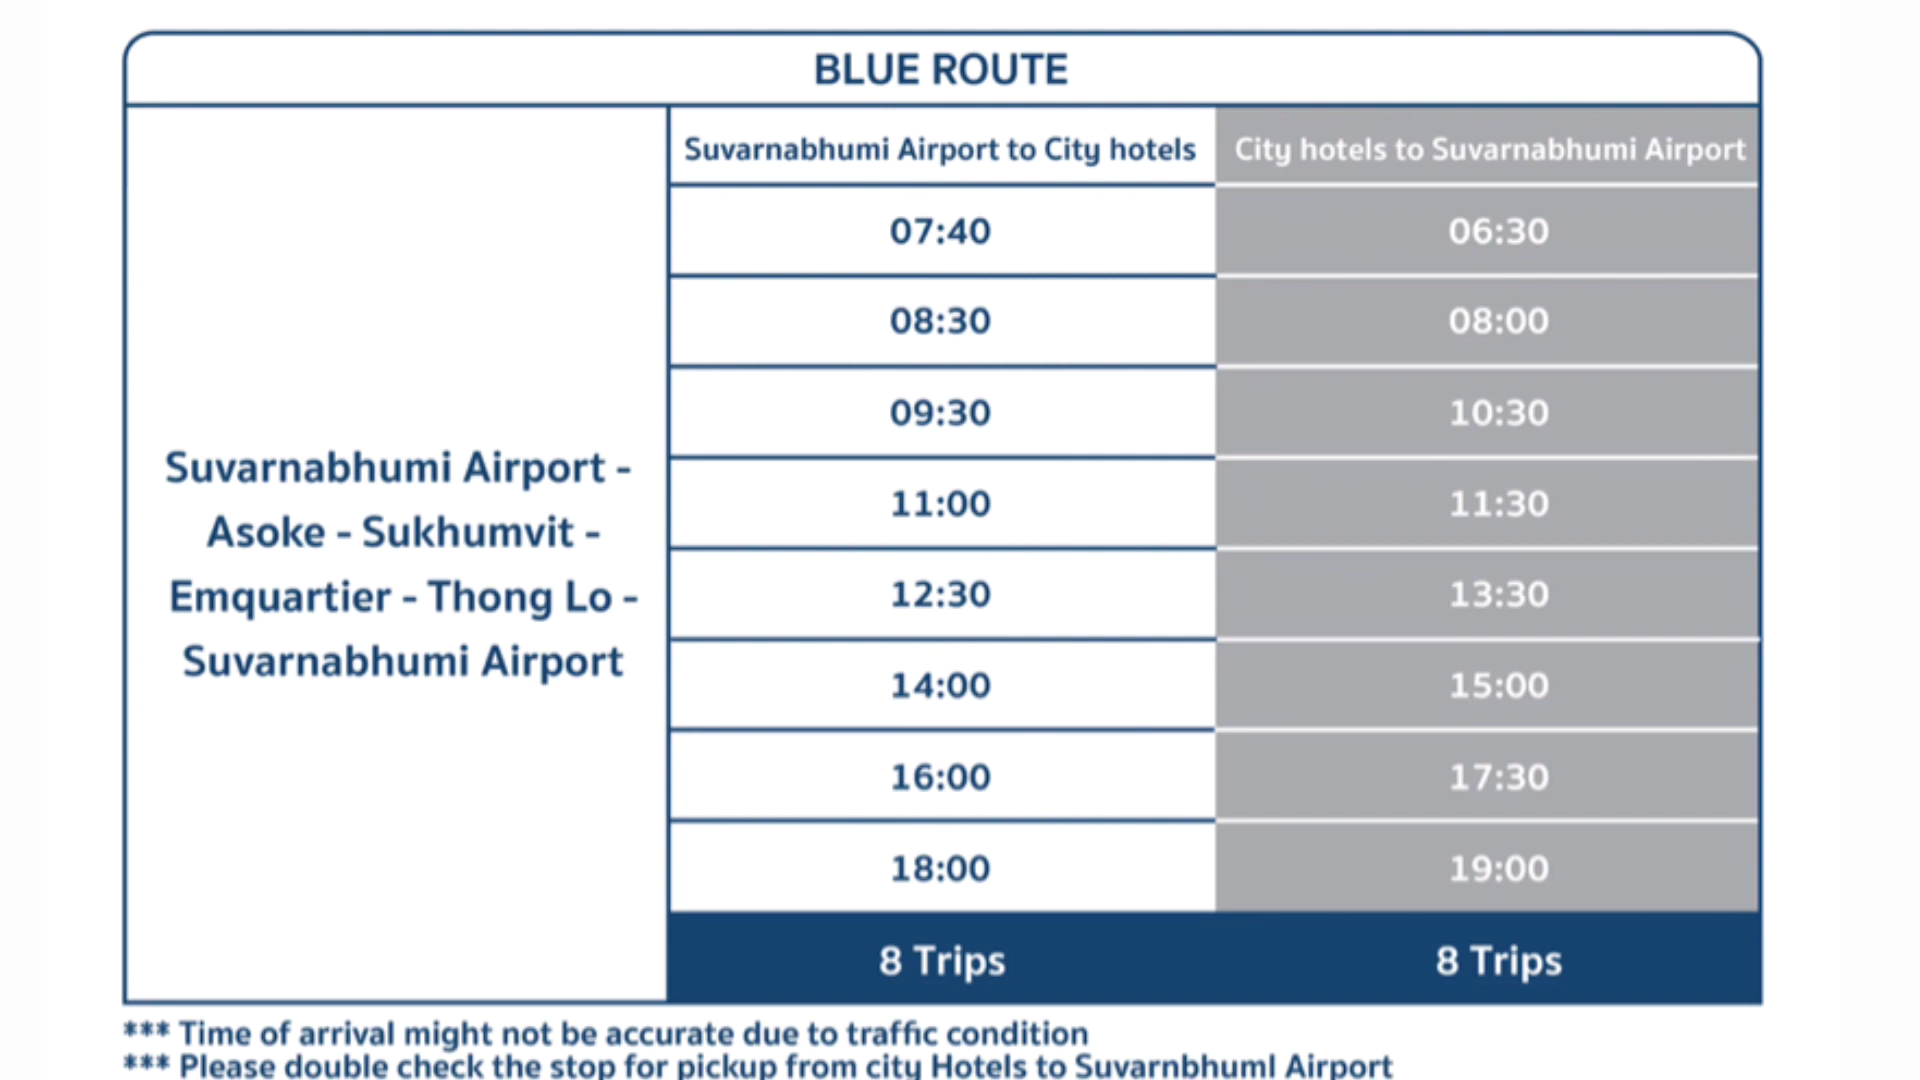 BLUE ROUTE
Suvarnabhumi Airport to City hotels City hotels to Suvarnabhumi Airport
07:40 06:30
08:30 08:00
09:30 10:30
11:00 11:30
12:30 13:30
14:00 15:00
16:00 17:30
18:00 19:00
8 Trips 8 Trips
Suvarnabhumi Airport -
Asoke - Sukhumvit -
Emquartier - Thong Lo -
Suvarnabhumi Airport
*** Time of arrival might not be accurate due to traffic condition
*** Please double check the stop for pickup from city Hotels to Suvarnbhuml Airport